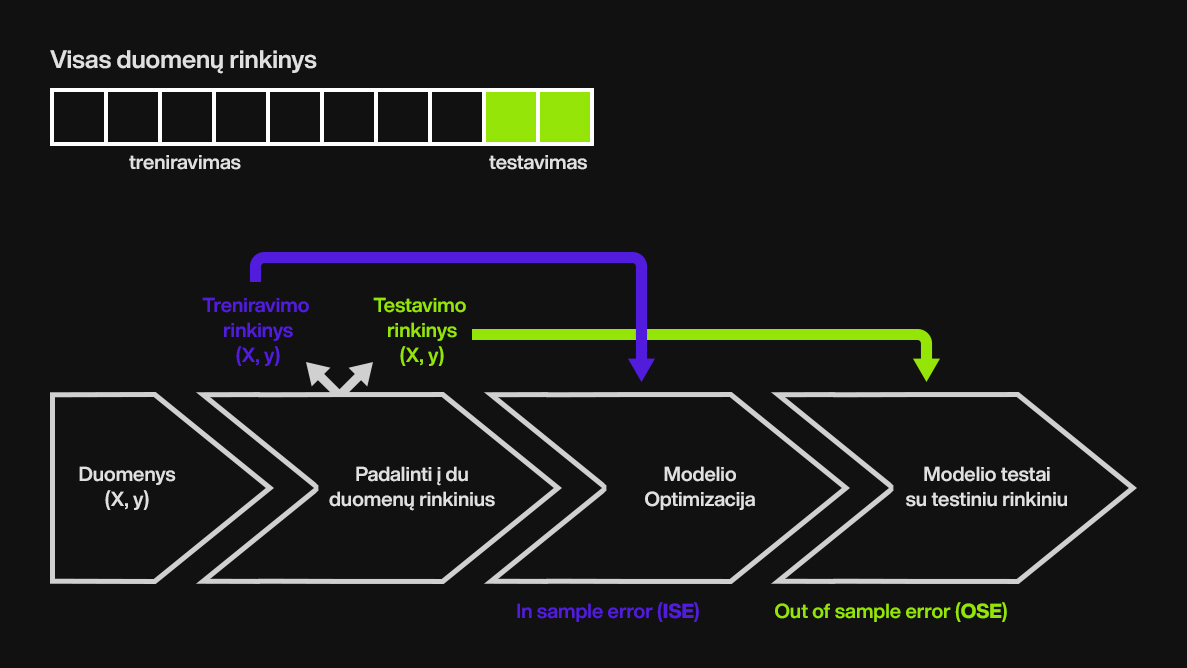 Visas duomenų rinkinys
treniravimas
testavimas
Treniravimo
rinkinys
(X, y)
Testavimo
rinkinys
(X, y)
Duomenys
(X, y)
Padalinti į du
duomenų rinkinius
Modelio
Optimizacija
Modelio testai
su testiniu rinkiniu
In sample error (ISE)
Out of sample error (OSE)